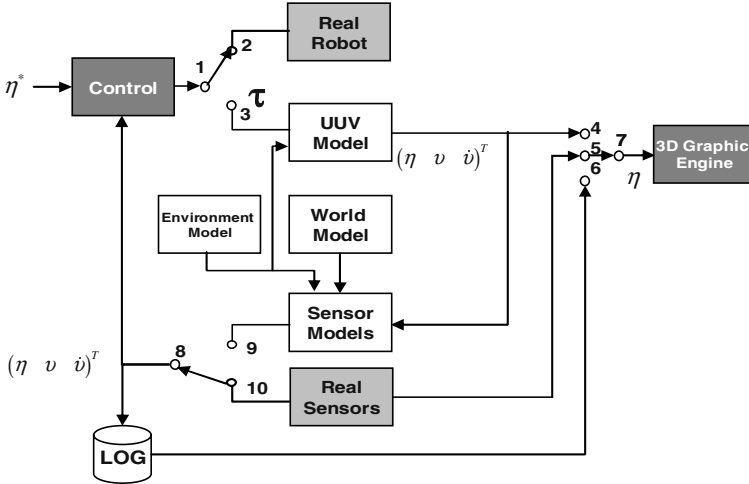 Real
Robot
2
1
η*
Control
τ
3
UUV
Model
4
(η υ υ̇)ᵀ
5
7
6
η
3D Graphic
Engine
Environment
Model
World
Model
Sensor
Models
9
8
(η υ υ̇)ᵀ
10
Real
Sensors
LOG